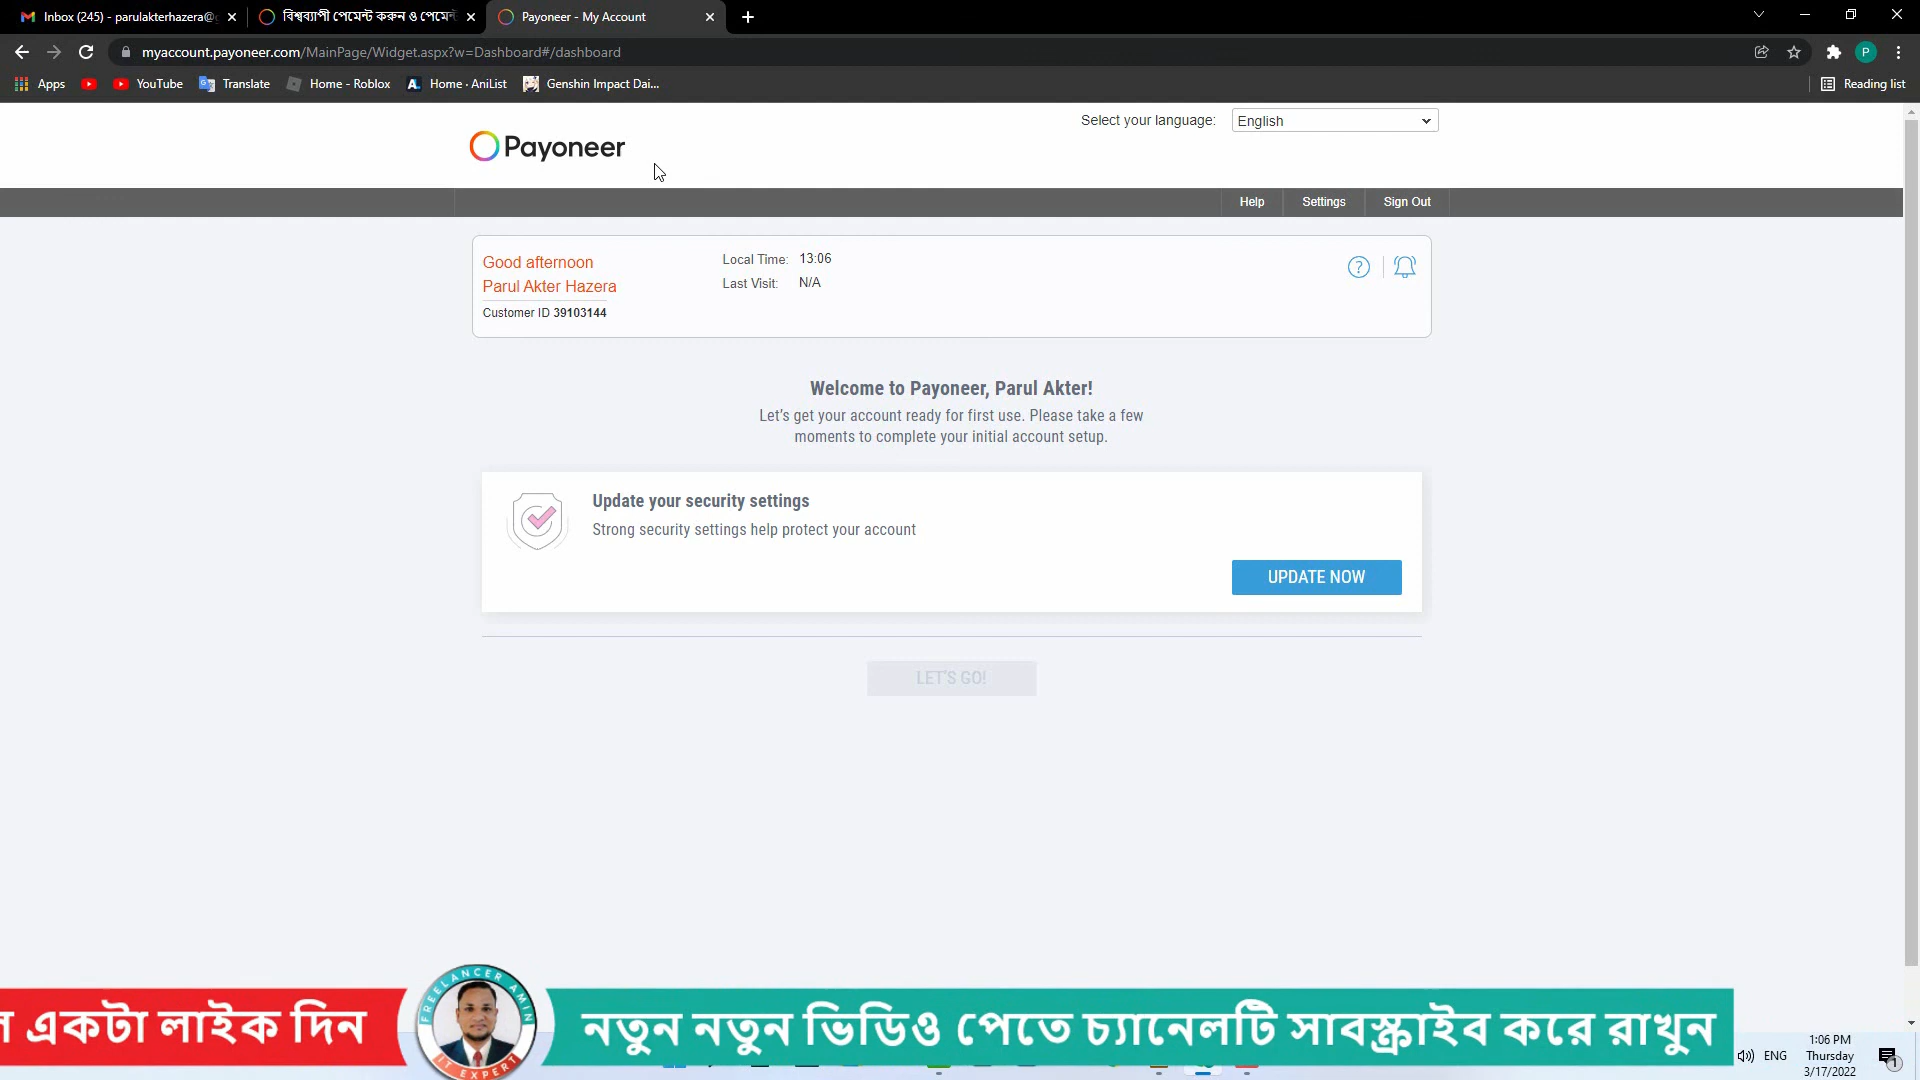 Inbox (245) - parulakterhazera@g
বিশ্বব্যাপী পেমেন্ট করুন ও পেমেন্ট
Payoneer - My Account
myaccount.payoneer.com/MainPage/Widget.aspx?w=Dashboard#/dashboard
P
Apps
YouTube
Translate
Home - Roblox
Home · AniList
Genshin Impact Dai...
Reading list
Select your language:
English
Payoneer
Help
Settings
Sign Out
Good afternoon
Parul Akter Hazera
Customer ID 39103144
Local Time: 13:06
Last Visit: N/A
Welcome to Payoneer, Parul Akter!
Let's get your account ready for first use. Please take a few
moments to complete your initial account setup.
Update your security settings
Strong security settings help protect your account
UPDATE NOW
LET'S GO!
একটা লাইক দিন
FREELANCER AMIN
IT EXPERT
নতুন নতুন ভিডিও পেতে চ্যানেলটি সাবস্ক্রাইব করে রাখুন
ENG
1:06 PM
Thursday
3/17/2022
1